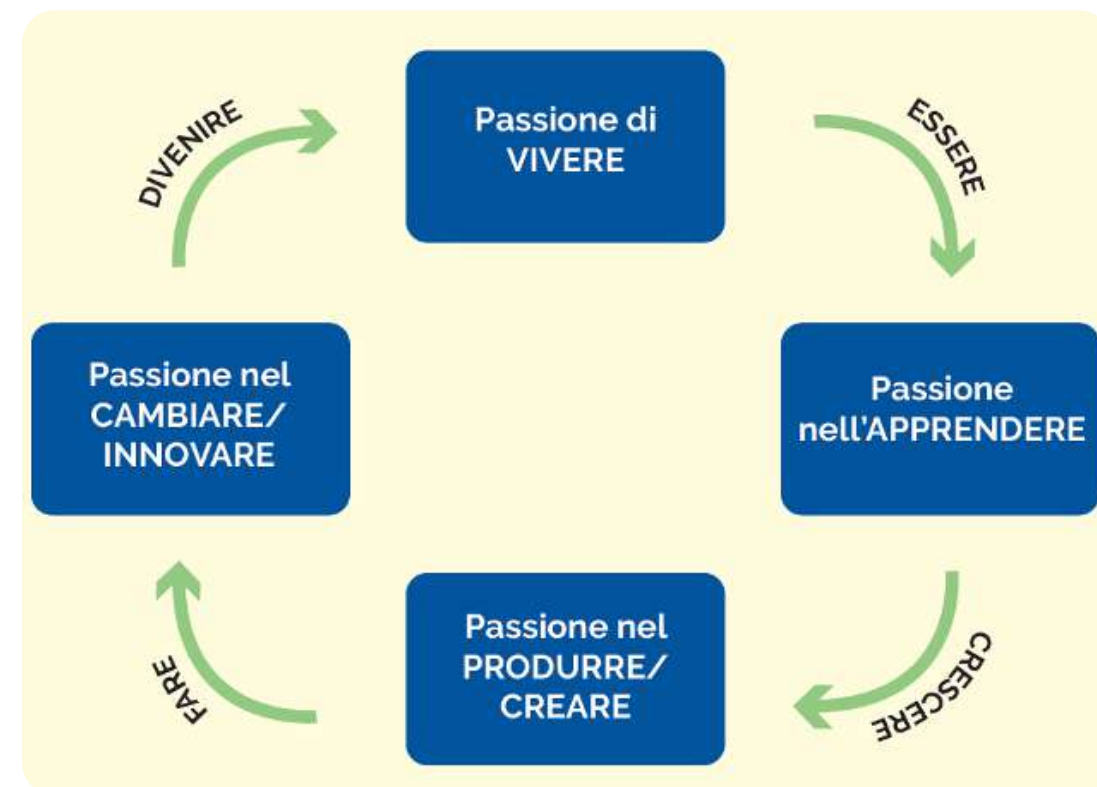 DIVENIRE
Passione di
VIVERE
ESSERE
Passione nel
CAMBIARE/
INNOVARE
Passione
nell'APPRENDERE
FARE
Passione nel
PRODURRE/
CREARE
CRESCERE